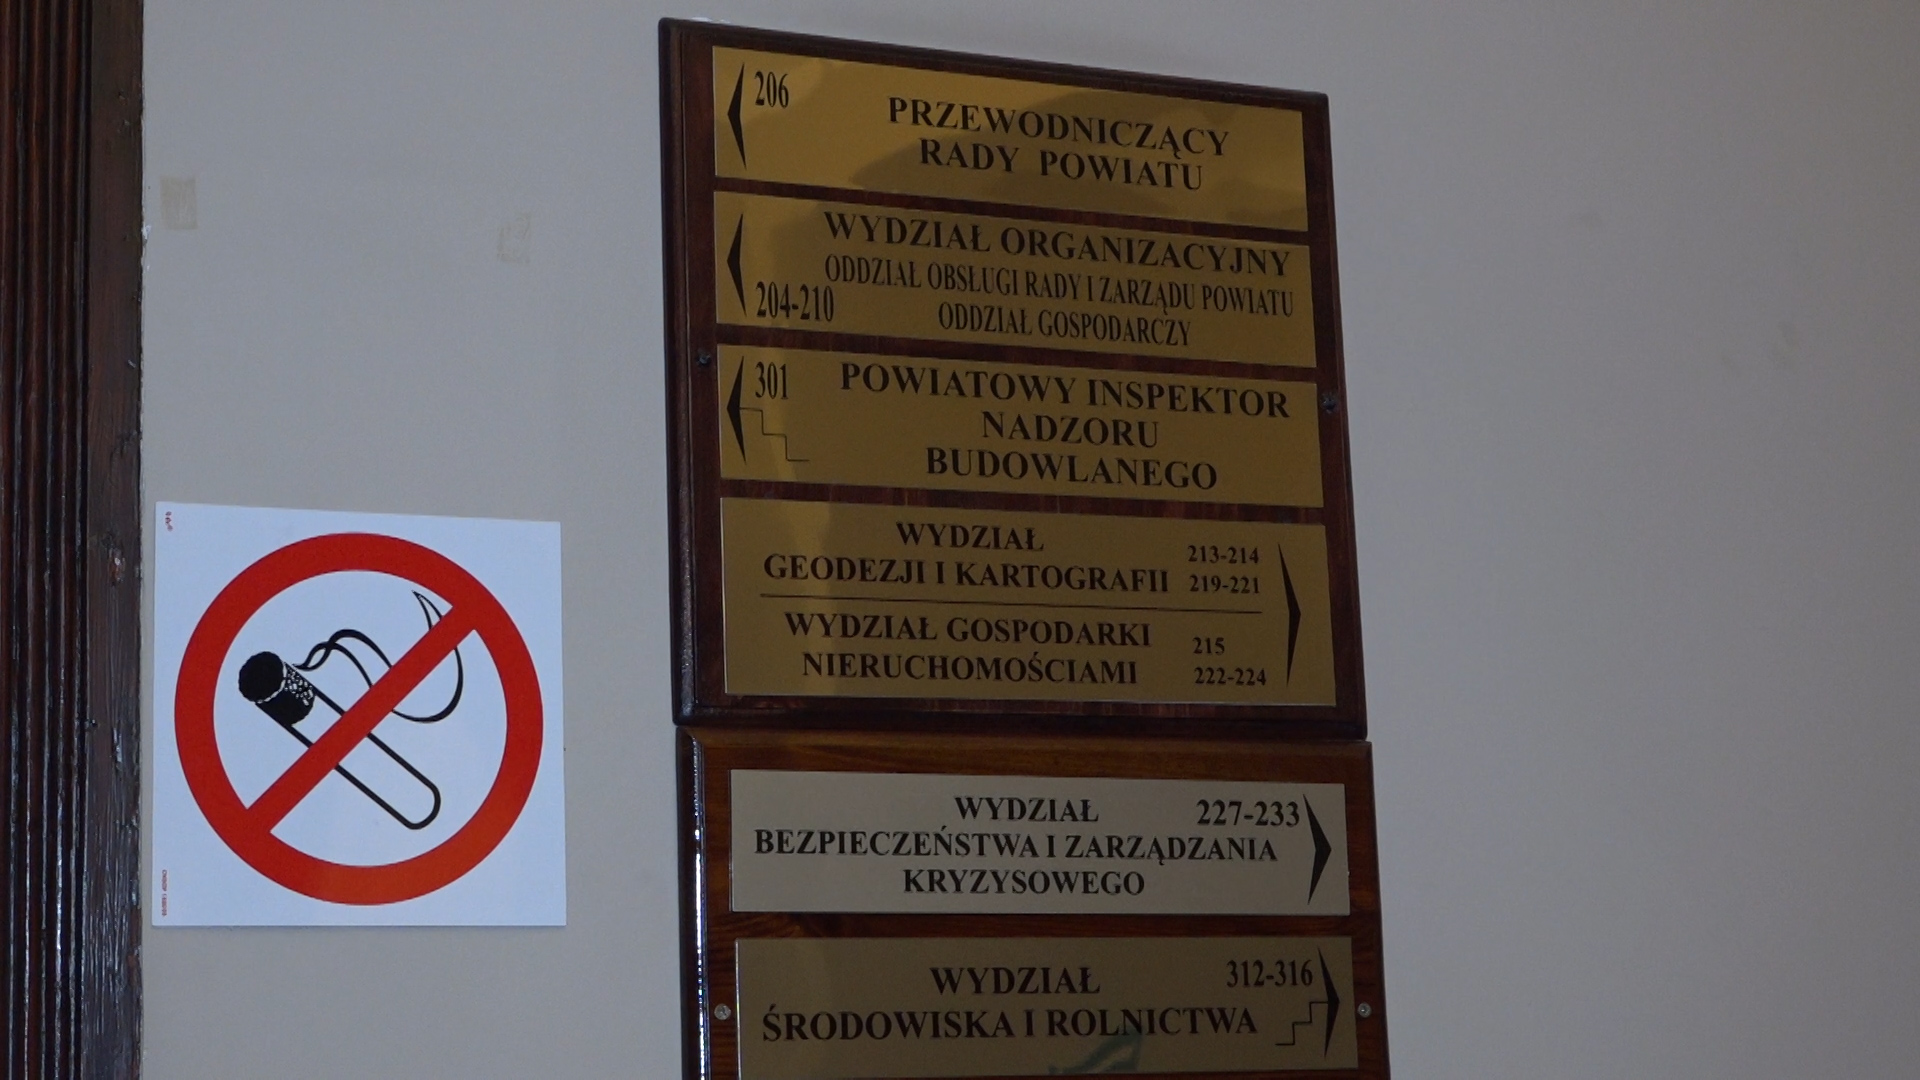 206
PRZEWODNICZĄCY
RADY POWIATU
WYDZIAŁ ORGANIZACYJNY
ODDZIAŁ OBSŁUGI RADY I ZARZĄDU POWIATU
204-210
ODDZIAŁ GOSPODARCZY
301
POWIATOWY INSPEKTOR
NADZORU
BUDOWLANEGO
WYDZIAŁ
GEODEZJI I KARTOGRAFII
213-214
219-221
WYDZIAŁ GOSPODARKI
NIERUCHOMOŚCIAMI
215
222-224
WYDZIAŁ
227-233
BEZPIECZEŃSTWA I ZARZĄDZANIA
KRYZYSOWEGO
WYDZIAŁ
312-316
ŚRODOWISKA I ROLNICTWA